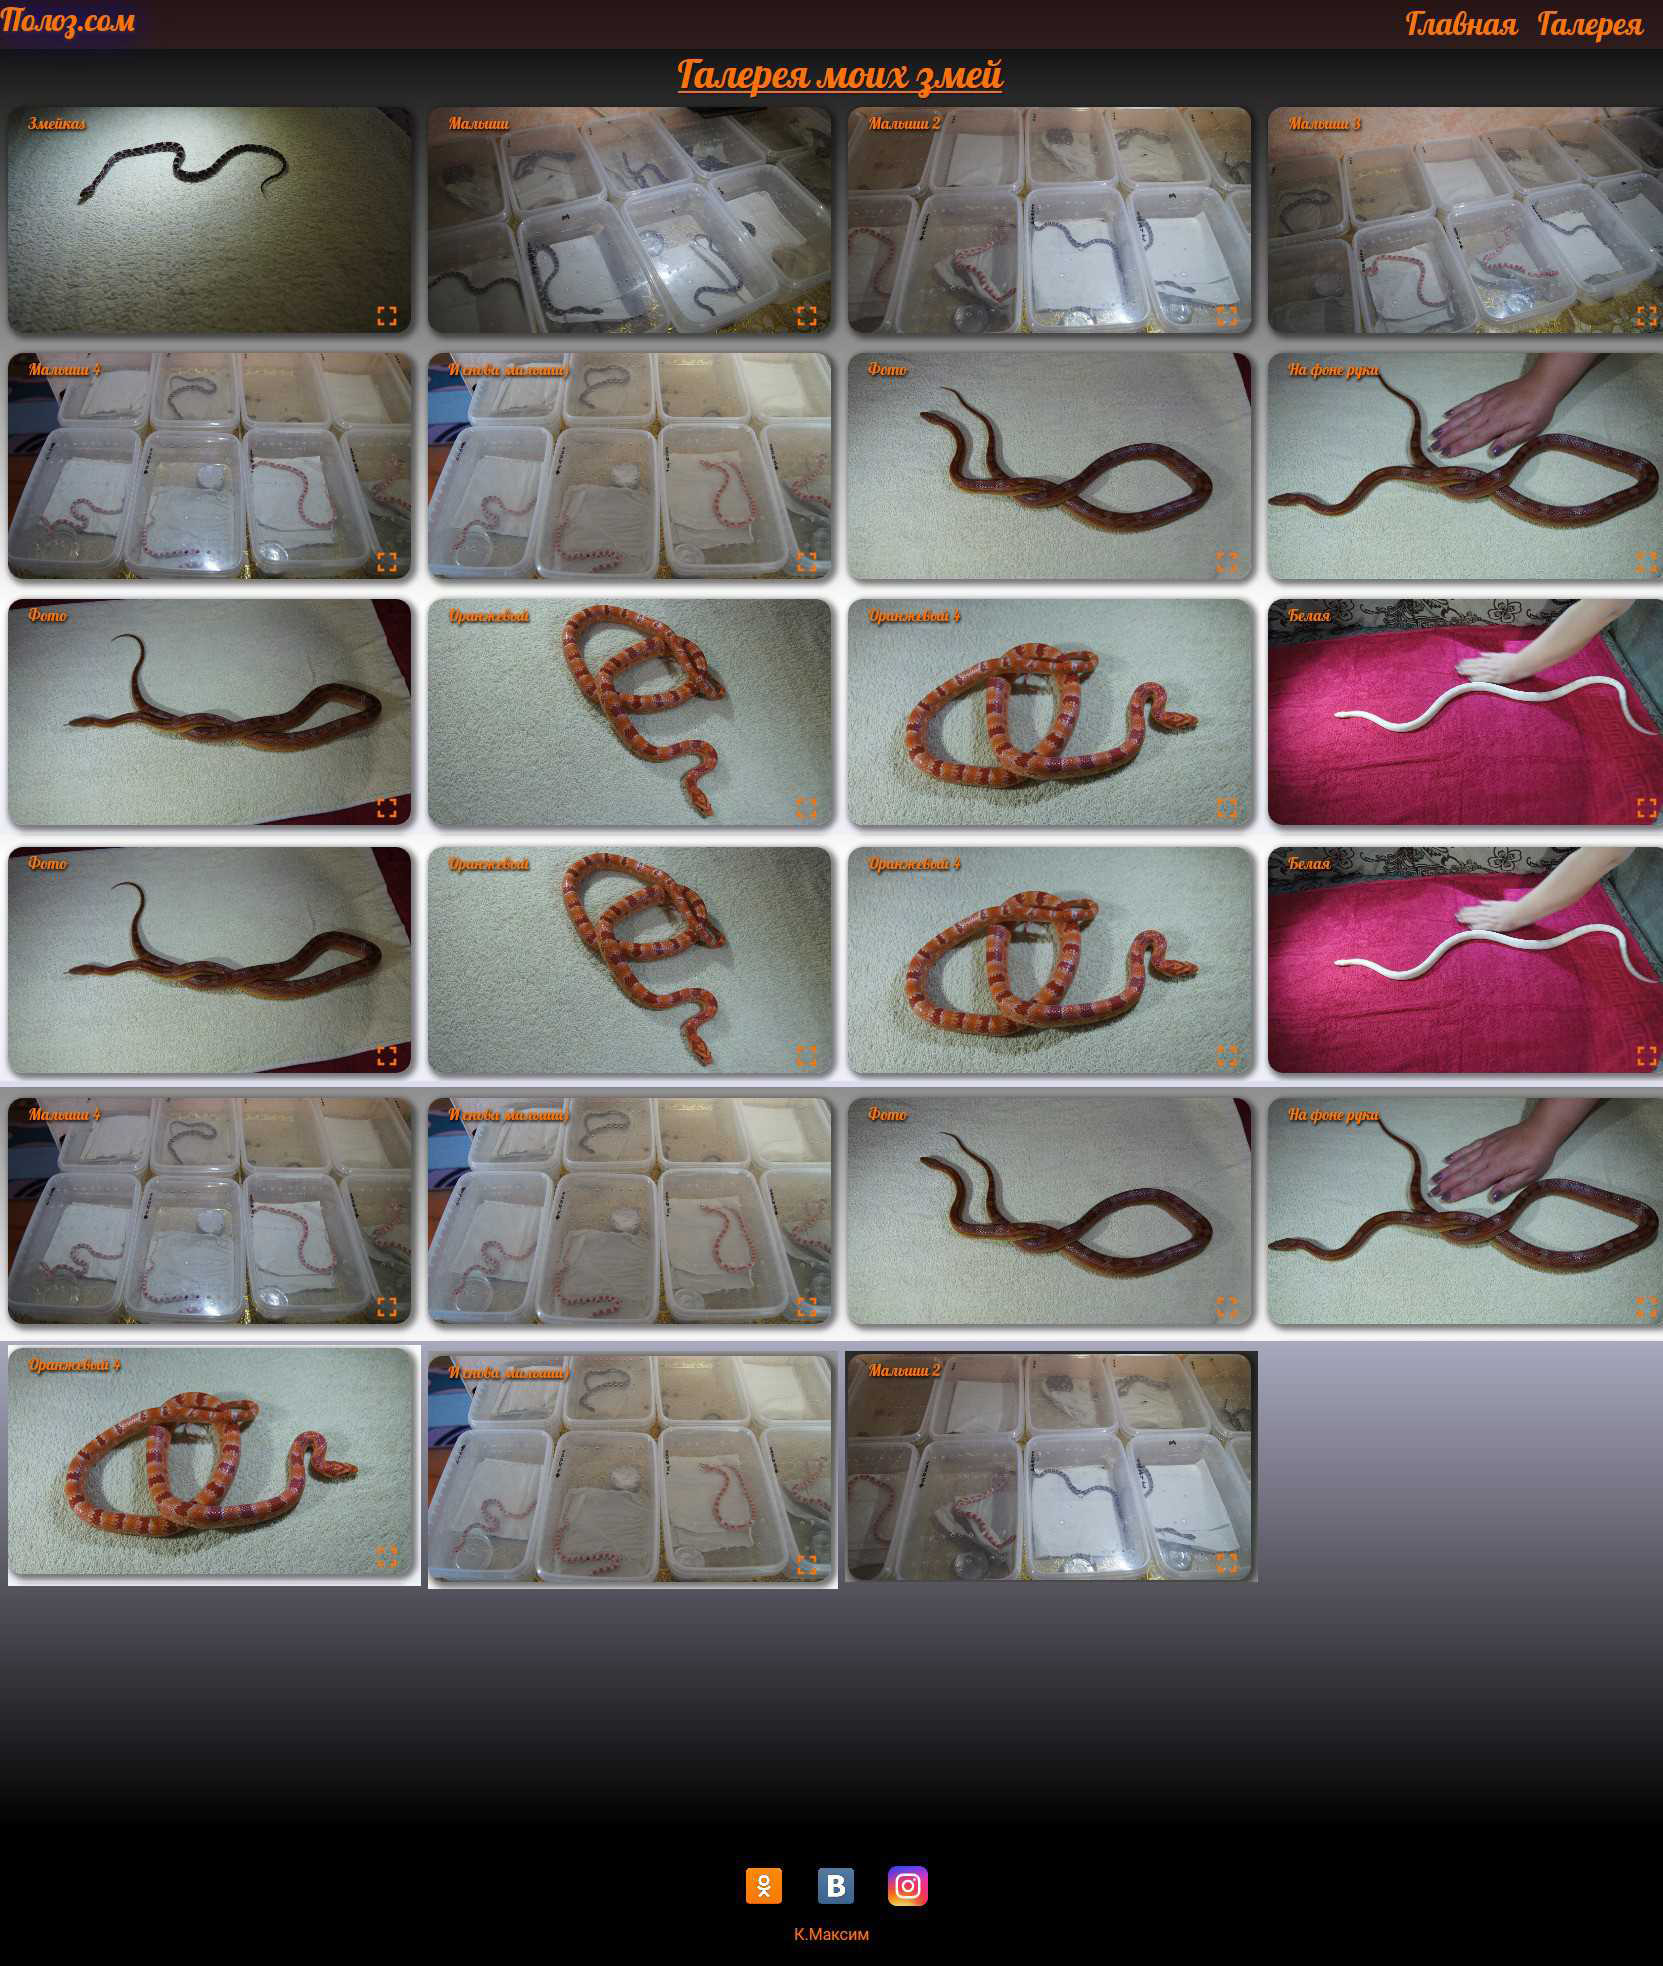 Полоз.com
Главная Галерея
Галерея моих змей
Змейкаs
Малыши
Малыши 2
Малыши 3
Малыши 4
И снова малыши)
Фото
На фоне руки
Фото
Оранжевый
Оранжевый 4
Белая
Фото
Оранжевый
Оранжевый 4
Белая
Малыши 4
И снова малыши)
Фото
На фоне руки
Оранжевый 4
И снова малыши)
Малыши 2
К.Максим